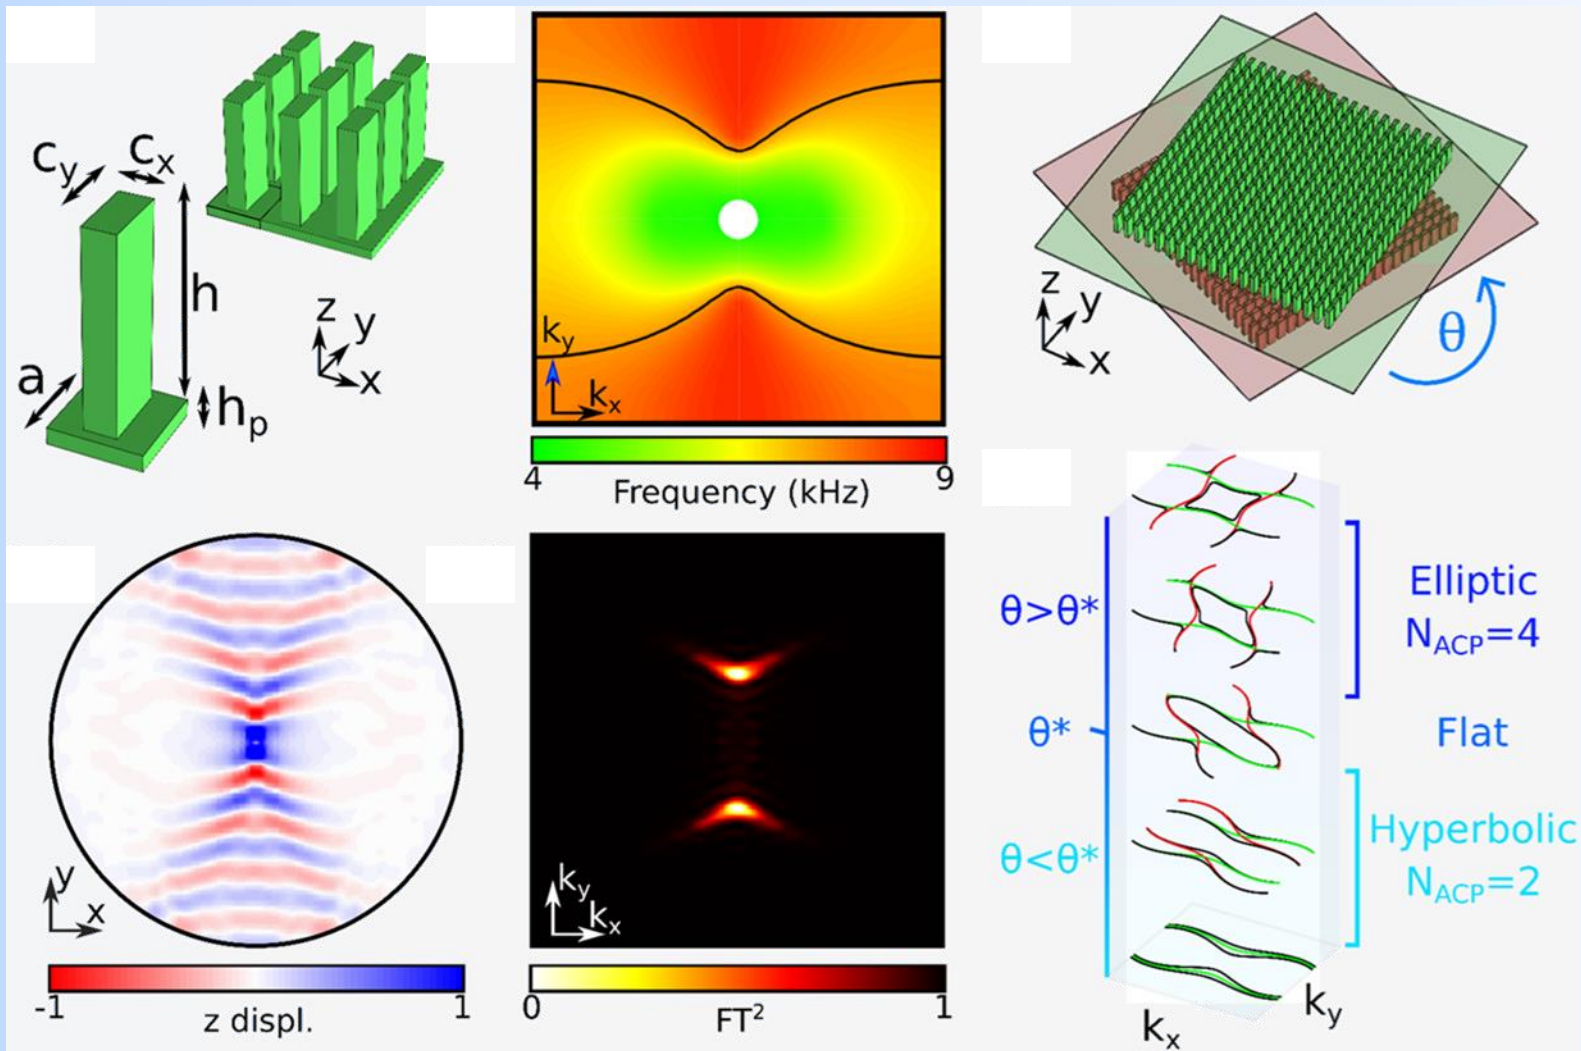 c_y
c_x
h
a
h_p
z
y
x
k_y
k_x
4
9
Frequency (kHz)
z
y
x
θ
y
x
-1
1
z displ.
k_y
k_x
0
1
FT²
θ>θ*
θ*
θ<θ*
Elliptic
N_ACP=4
Flat
Hyperbolic
N_ACP=2
k_x
k_y